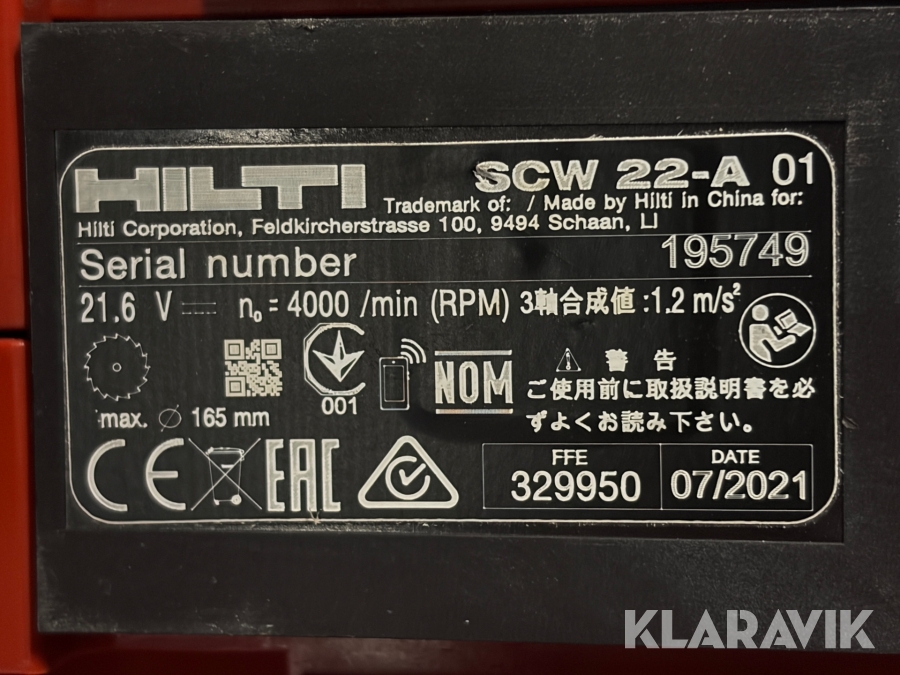 HILTI
SCW 22-A 01
Trademark of: / Made by Hilti in China for:
Hilti Corporation, Feldkircherstrasse 100, 9494 Schaan, LI
Serial number 195749
21.6 V n₀ = 4000 /min (RPM) 3軸合成値:1.2 m/s²
001
NOM
警告
ご使用前に取扱説明書を必
ずよくお読み下さい。
max. ⌀ 165 mm
CE
EAC
FFE
329950
DATE
07/2021
KLARAVIK